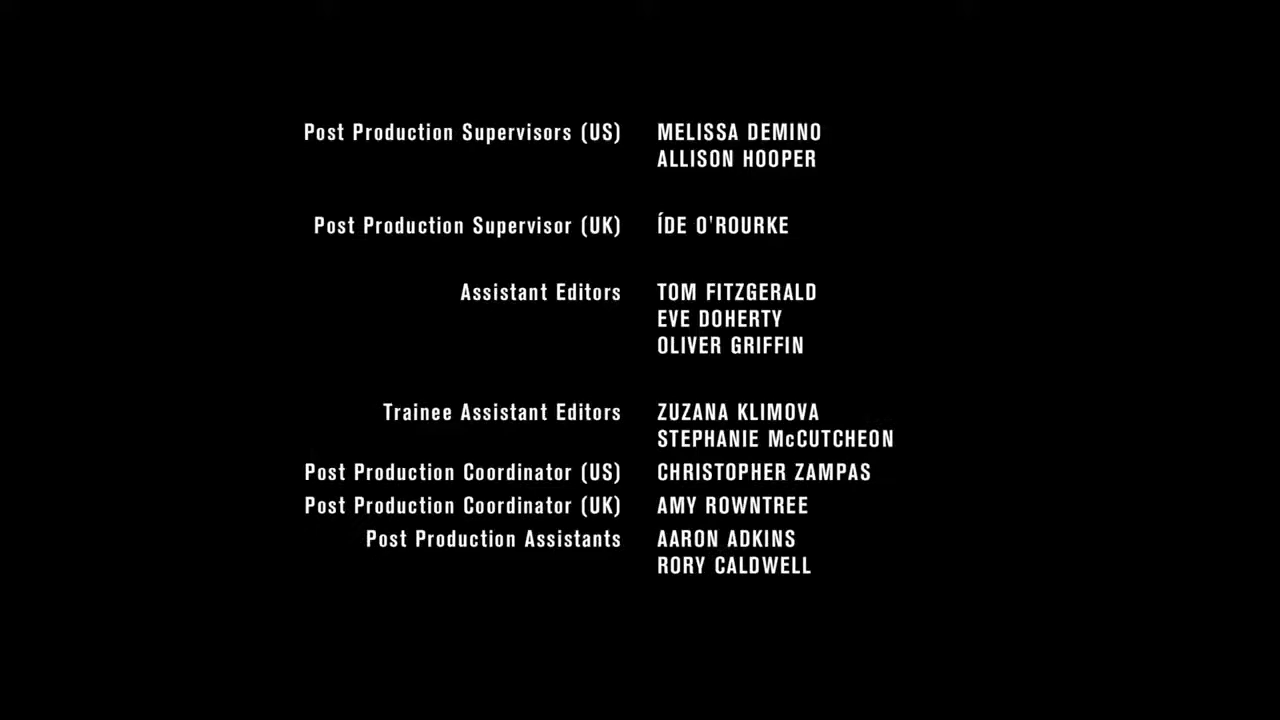 Post Production Supervisors (US) MELISSA DEMINO
ALLISON HOOPER
Post Production Supervisor (UK) ÍDE O'ROURKE
Assistant Editors TOM FITZGERALD
EVE DOHERTY
OLIVER GRIFFIN
Trainee Assistant Editors ZUZANA KLIMOVA
STEPHANIE McCUTCHEON
Post Production Coordinator (US) CHRISTOPHER ZAMPAS
Post Production Coordinator (UK) AMY ROWNTREE
Post Production Assistants AARON ADKINS
RORY CALDWELL